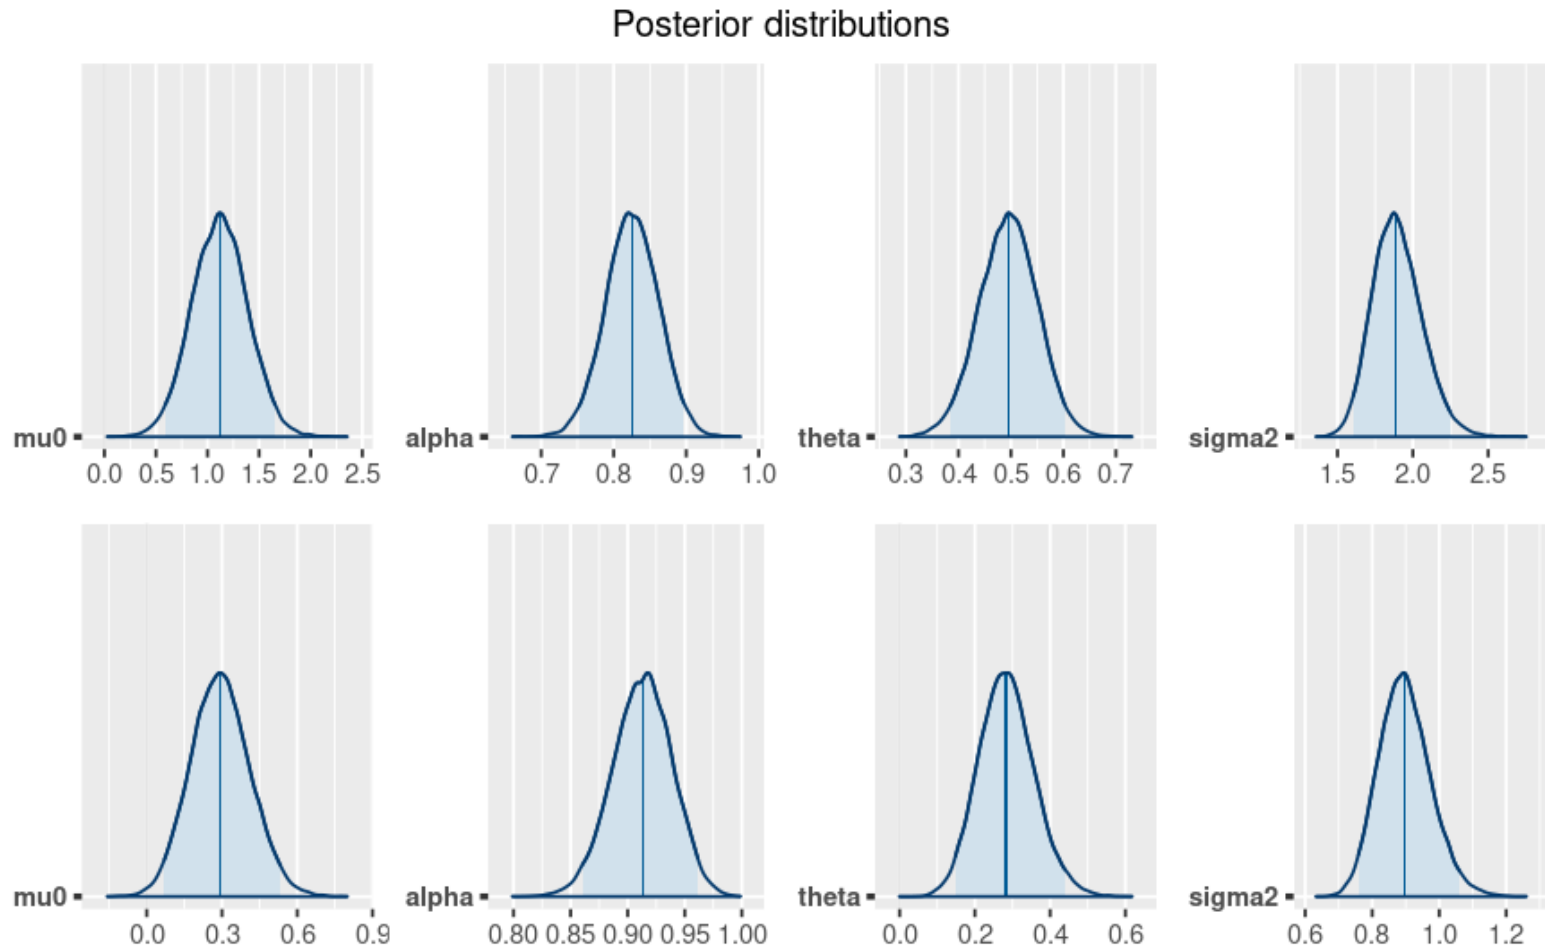 Posterior distributions
mu0 alpha theta sigma2
0.0 0.5 1.0 1.5 2.0 2.5 0.7 0.8 0.9 1.0 0.3 0.4 0.5 0.6 0.7 1.5 2.0 2.5
mu0 alpha theta sigma2
0.0 0.3 0.6 0.9 0.80 0.85 0.90 0.95 1.00 0.0 0.2 0.4 0.6 0.6 0.8 1.0 1.2